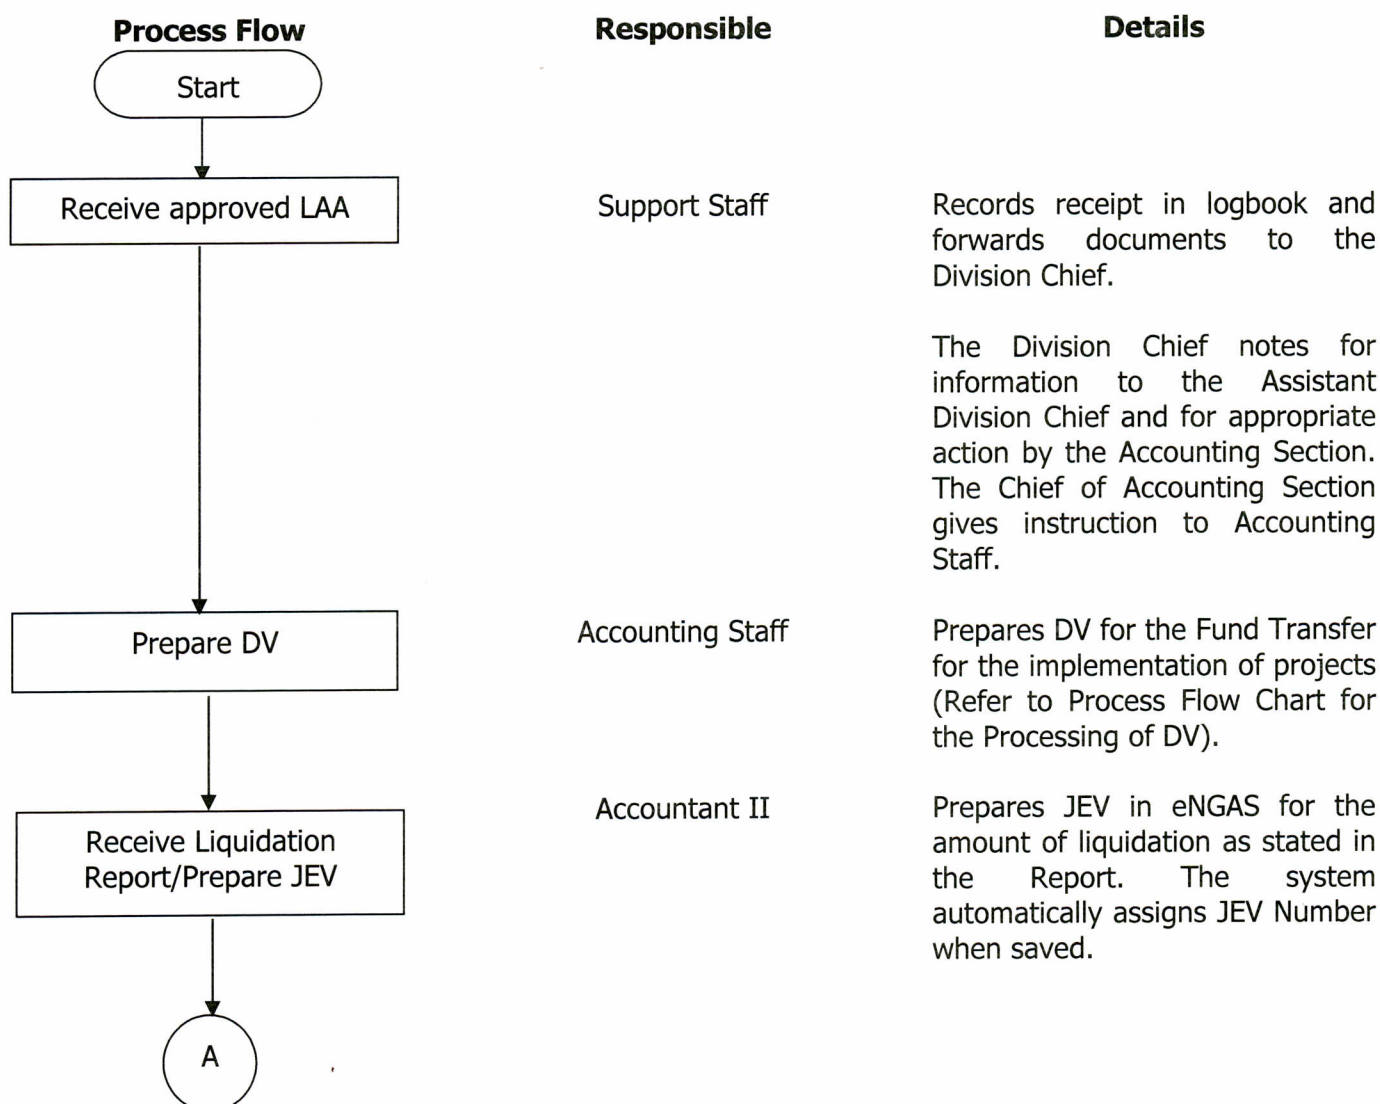 Process Flow
Responsible
Details
Start
Receive approved LAA
Support Staff
Records receipt in logbook and
forwards documents to the
Division Chief.
The Division Chief notes for
information to the Assistant
Division Chief and for appropriate
action by the Accounting Section.
The Chief of Accounting Section
gives instruction to Accounting
Staff.
Prepare DV
Accounting Staff
Prepares DV for the Fund Transfer
for the implementation of projects
(Refer to Process Flow Chart for
the Processing of DV).
Receive Liquidation
Report/Prepare JEV
Accountant II
Prepares JEV in eNGAS for the
amount of liquidation as stated in
the Report. The system
automatically assigns JEV Number
when saved.
A